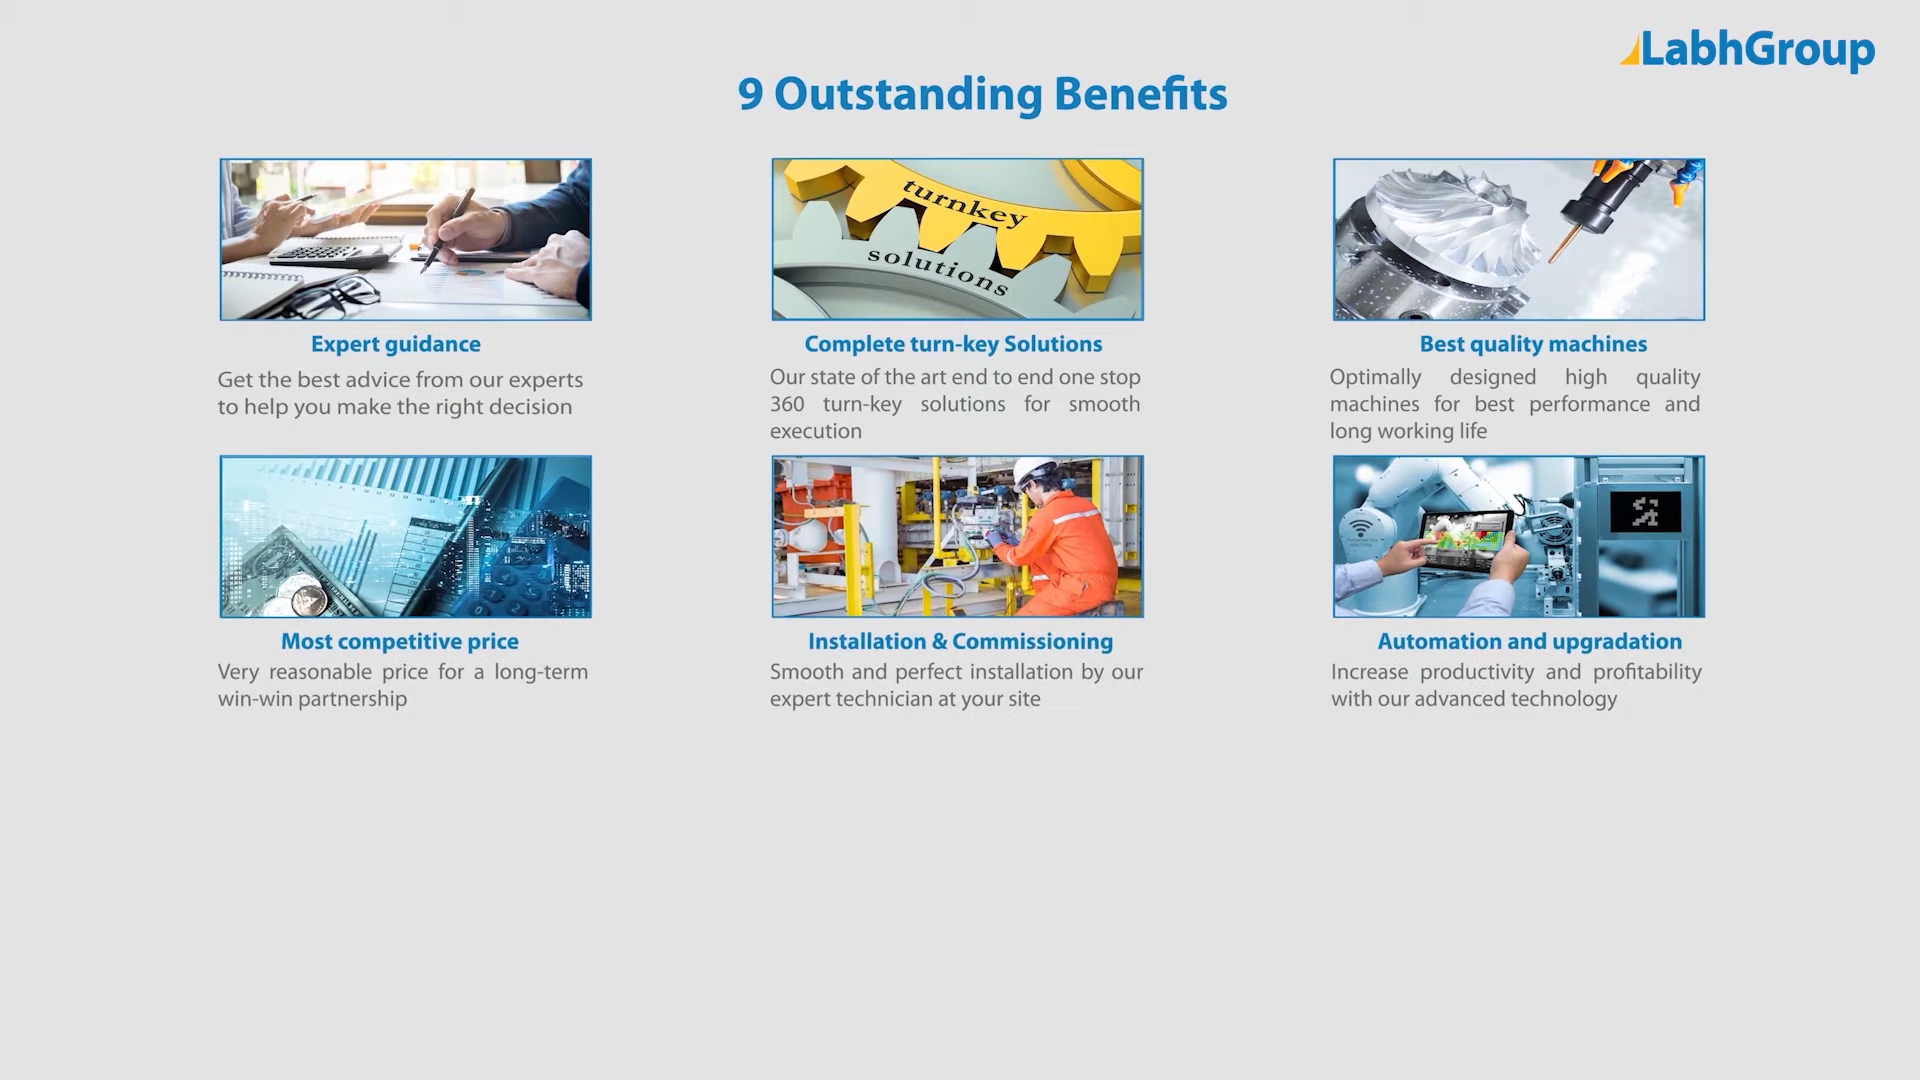 LabhGroup
9 Outstanding Benefits
turnkey
solutions
Expert guidance
Get the best advice from our experts
to help you make the right decision
Complete turn-key Solutions
Our state of the art end to end one stop
360 turn-key solutions for smooth
execution
Best quality machines
Optimally designed high quality
machines for best performance and
long working life
Most competitive price
Very reasonable price for a long-term
win-win partnership
Installation & Commissioning
Smooth and perfect installation by our
expert technician at your site
Automation and upgradation
Increase productivity and profitability
with our advanced technology